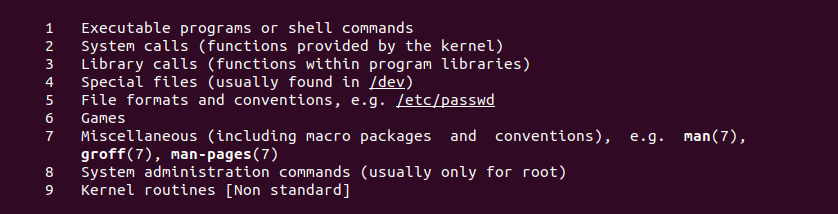 1 Executable programs or shell commands
2 System calls (functions provided by the kernel)
3 Library calls (functions within program libraries)
4 Special files (usually found in /dev)
5 File formats and conventions, e.g. /etc/passwd
6 Games
7 Miscellaneous (including macro packages and conventions), e.g. man(7),
groff(7), man-pages(7)
8 System administration commands (usually only for root)
9 Kernel routines [Non standard]